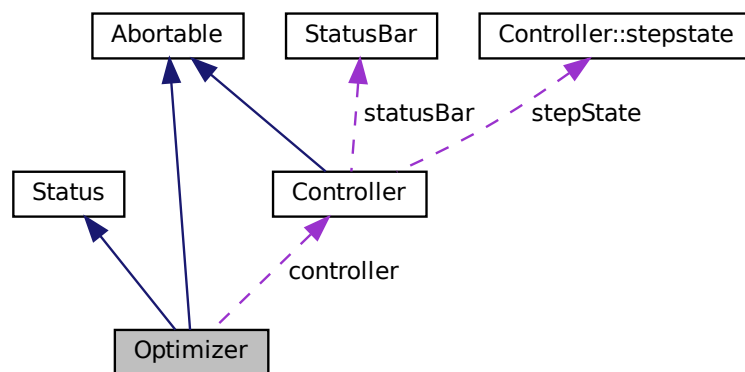 Abortable
StatusBar
Controller::stepstate
statusBar
stepState
Status
Controller
controller
Optimizer